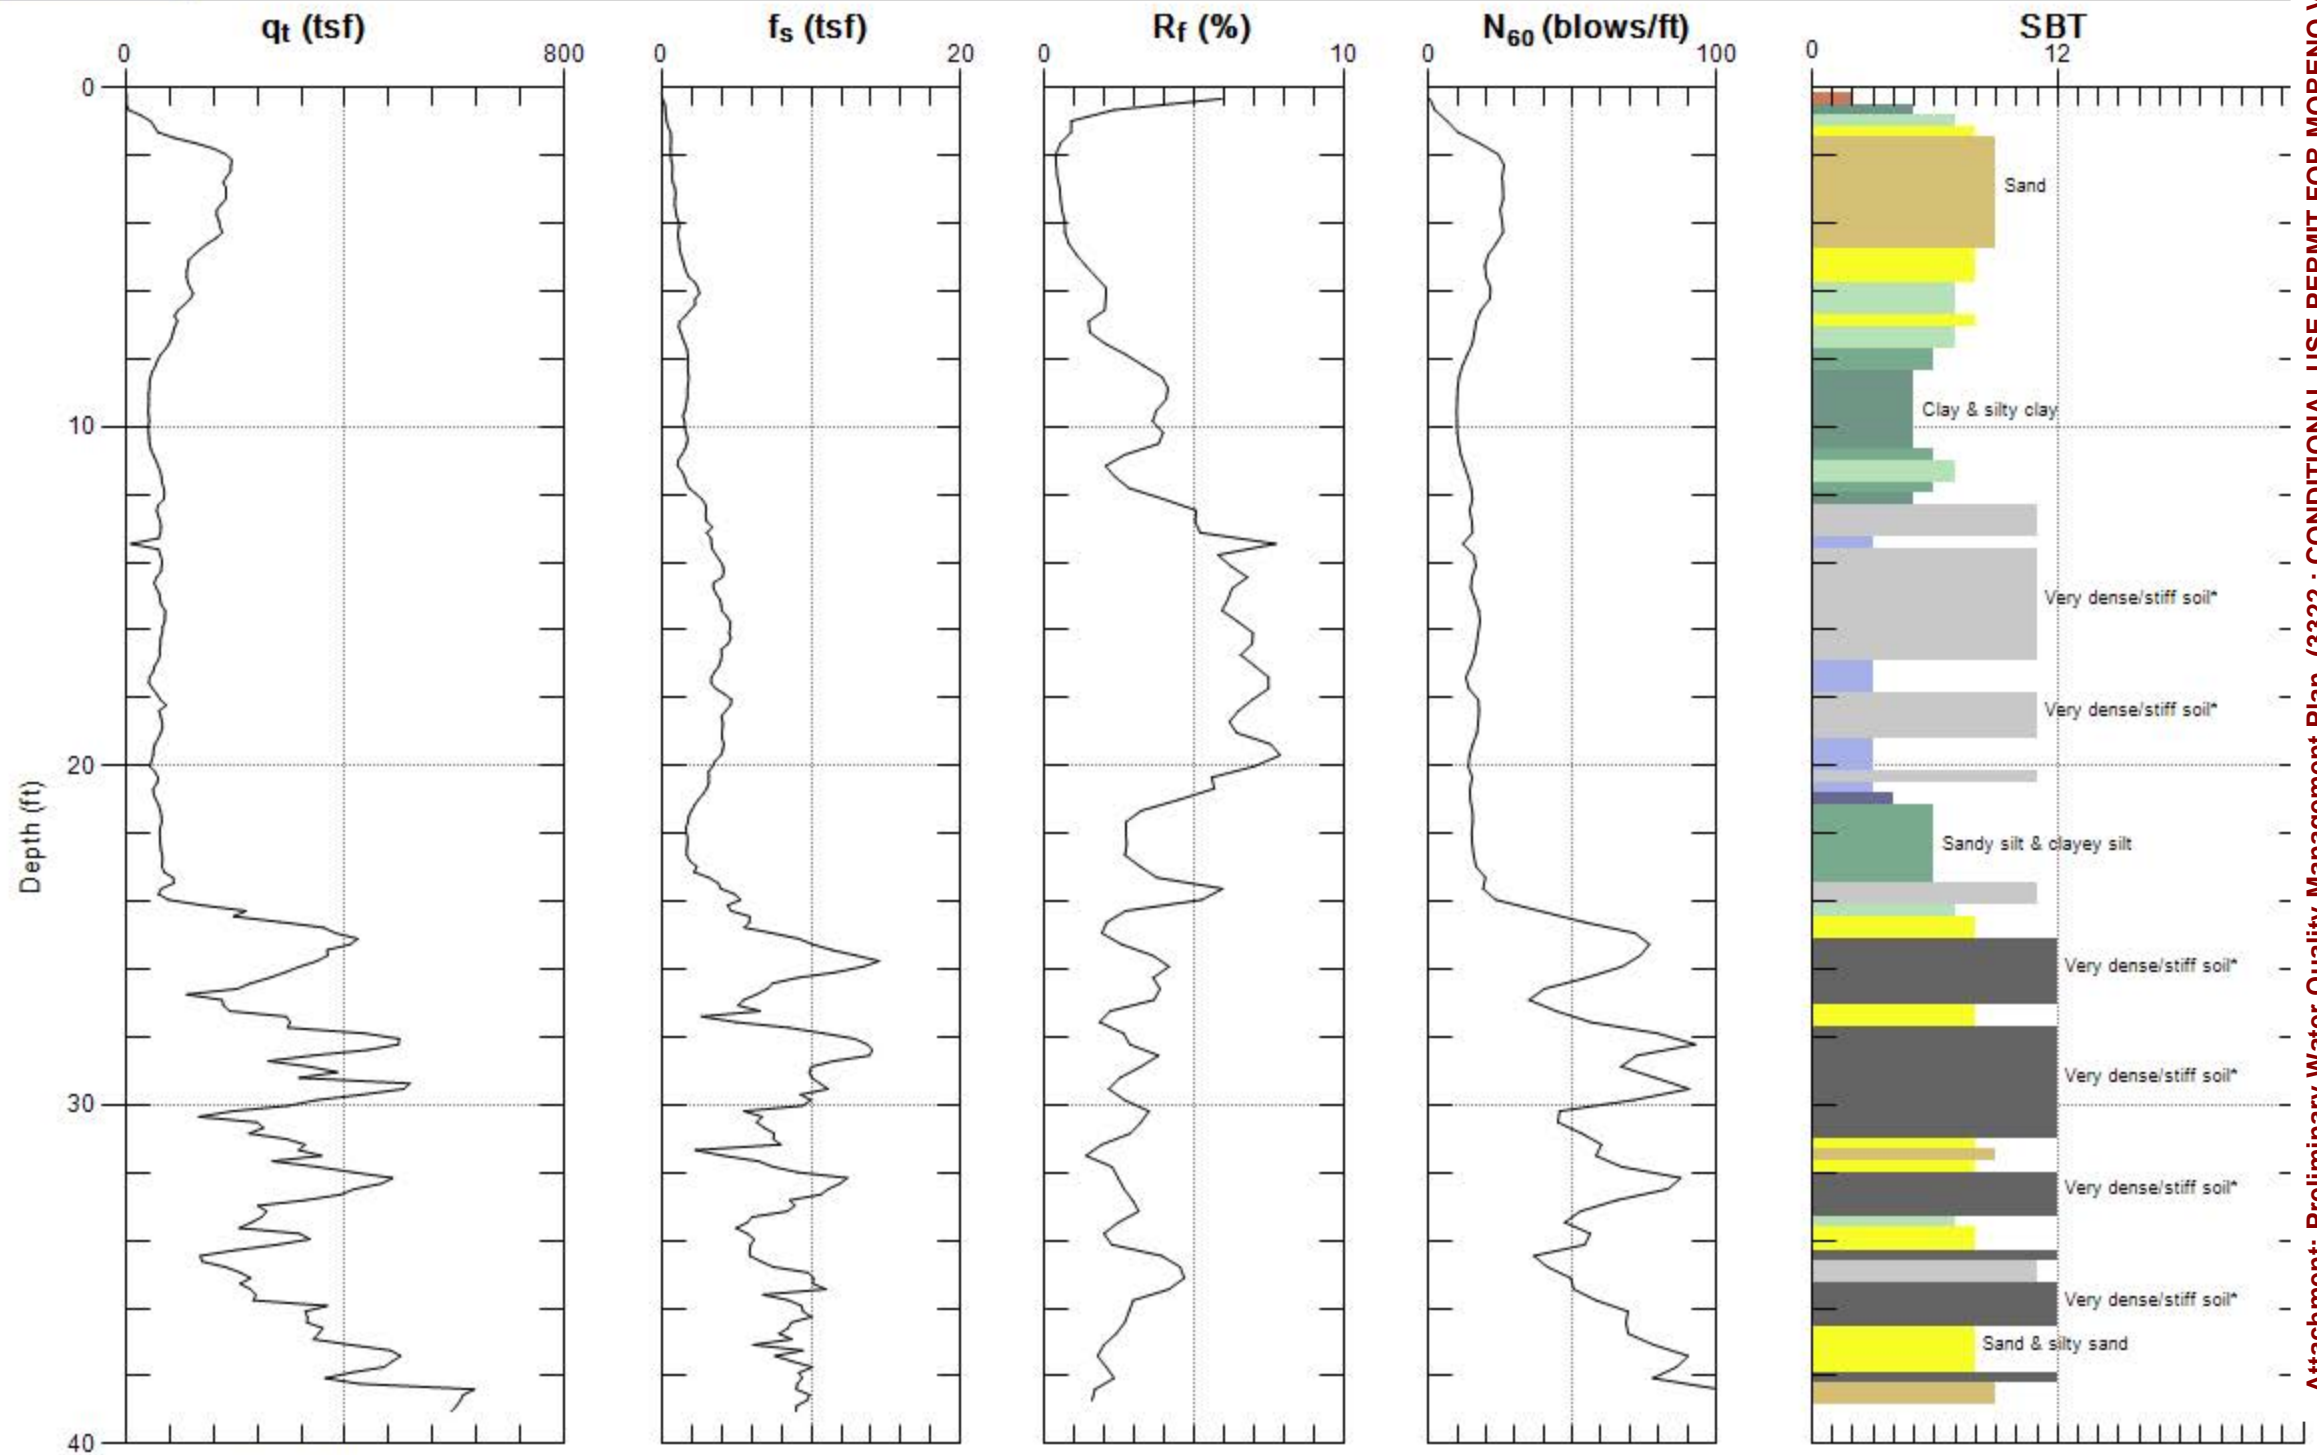 qt (tsf)
fs (tsf)
Rf (%)
N60 (blows/ft)
SBT
0 800
0 20
0 10
0 100
0 12
0
10
20
30
40
Depth (ft)
Sand
Clay & silty clay
Very dense/stiff soil*
Very dense/stiff soil*
Sandy silt & clayey silt
Very dense/stiff soil*
Very dense/stiff soil*
Very dense/stiff soil*
Very dense/stiff soil*
Sand & silty sand
Attachment: Preliminary Water Quality Management Plan (3322 : CONDITIONAL USE PERMIT FOR MORENO